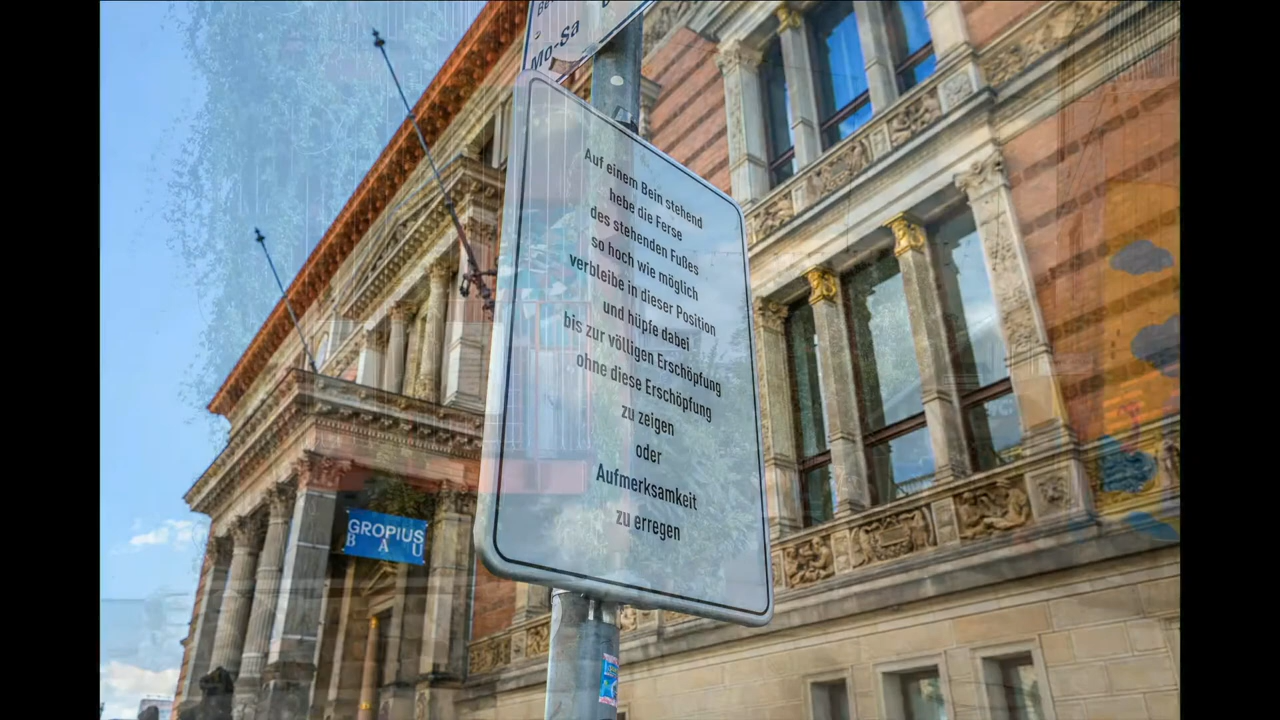 Mo-Sa
Auf einem Bein stehend
hebe die Ferse
des stehenden Fußes
so hoch wie möglich
verbleibe in dieser Position
und hüpfe dabei
bis zur völligen Erschöpfung
ohne diese Erschöpfung
zu zeigen
oder
Aufmerksamkeit
zu erregen
GROPIUS
BAU